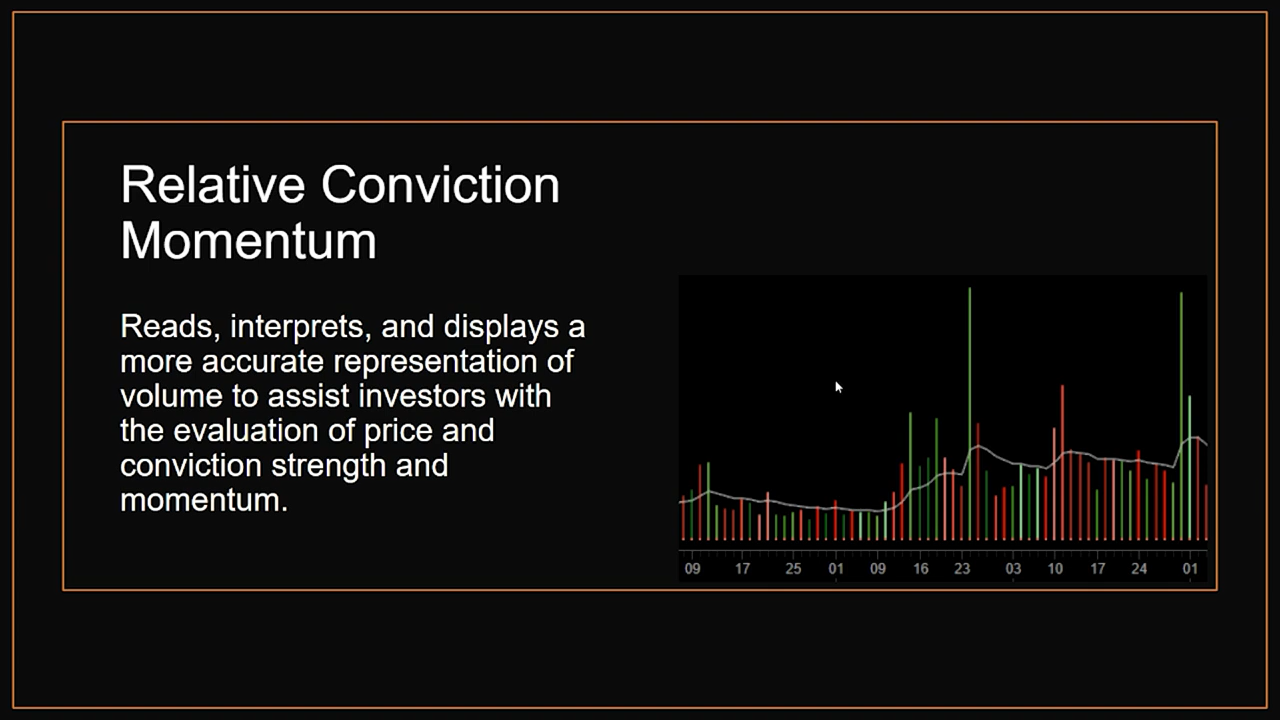 Relative Conviction
Momentum
Reads, interprets, and displays a
more accurate representation of
volume to assist investors with
the evaluation of price and
conviction strength and
momentum.
09 17 25 01 09 16 23 03 10 17 24 01